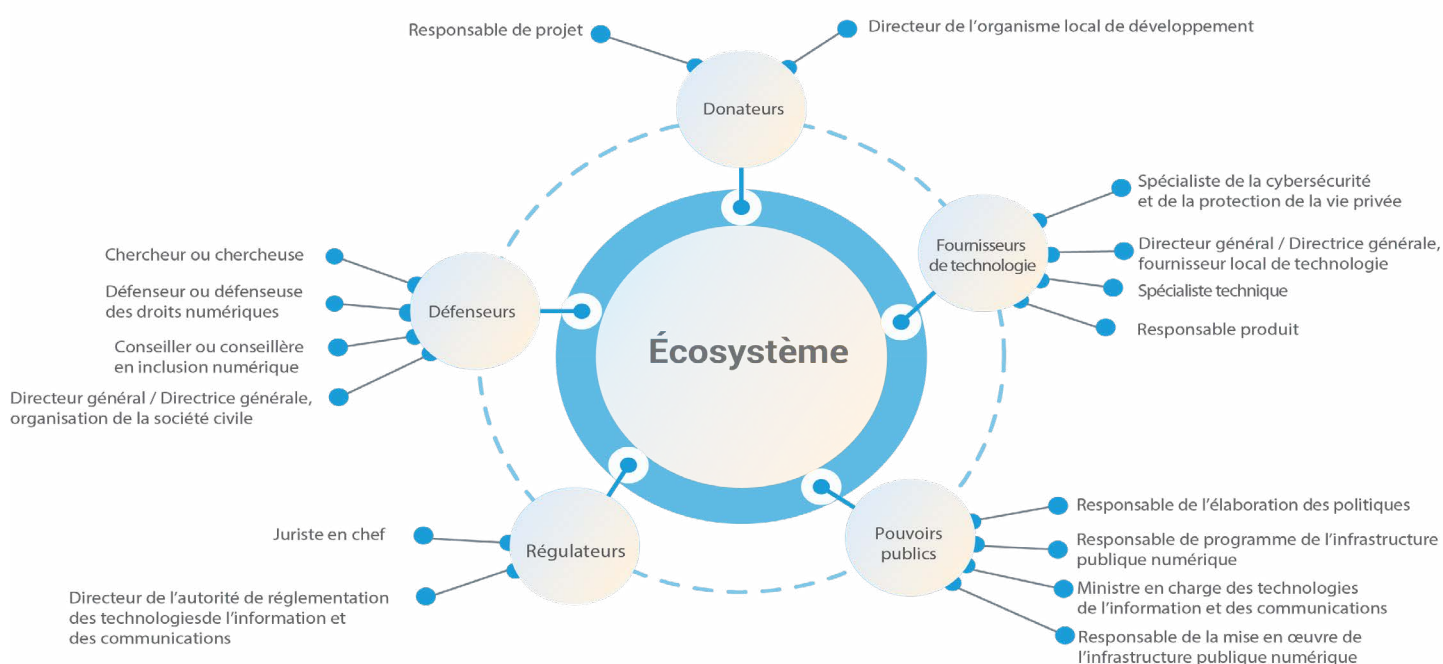 Responsable de projet
Directeur de l'organisme local de développement
Donateurs
Spécialiste de la cybersécurité
et de la protection de la vie privée
Directeur général / Directrice générale,
fournisseur local de technologie
Spécialiste technique
Responsable produit
Fournisseurs
de technologie
Chercheur ou chercheuse
Défenseur ou défenseuse
des droits numériques
Conseiller ou conseillère
en inclusion numérique
Directeur général / Directrice générale,
organisation de la société civile
Défenseurs
Écosystème
Juriste en chef
Directeur de l'autorité de réglementation
des technologiesde l'information et
des communications
Régulateurs
Pouvoirs
publics
Responsable de l'élaboration des politiques
Responsable de programme de l'infrastructure
publique numérique
Ministre en charge des technologies
de l'information et des communications
Responsable de la mise en œuvre de
l'infrastructure publique numérique